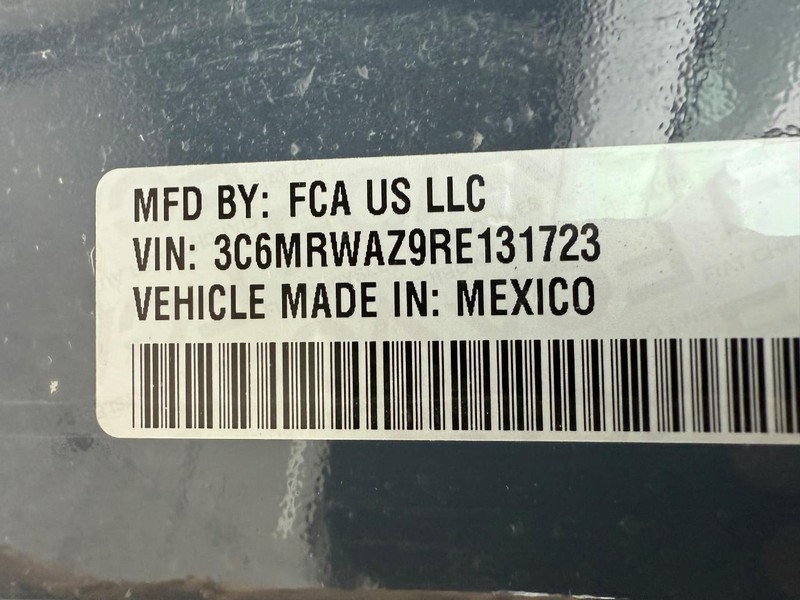 MFD BY: FCA US LLC
VIN: 3C6MRWAZ9RE131723
VEHICLE MADE IN: MEXICO